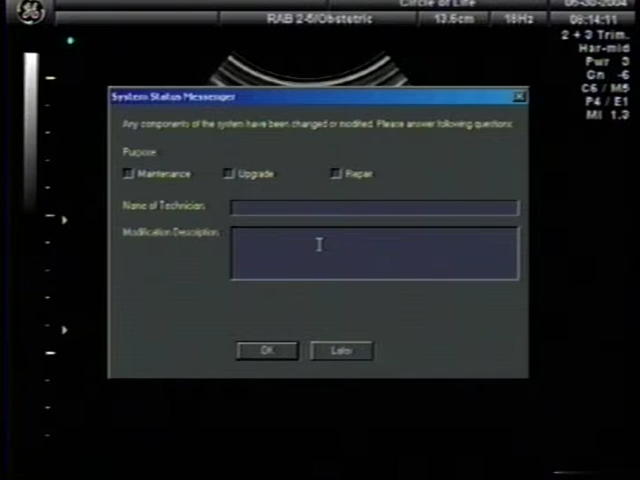 Circle of Life 06-30-2004
RAB 2-5/Obstetric 13.6cm 18Hz 08:14:11
2 + 3 Trim.
Har-mid
Pwr 3
Gn -6
C6 / M5
P4 / E1
MI 1.3
System Status Messenger
Any components of the system have been changed or modified. Please answer following questions:
Purpose
Maintenance Upgrade Repair
Name of Technician:
Modification Description:
OK Later